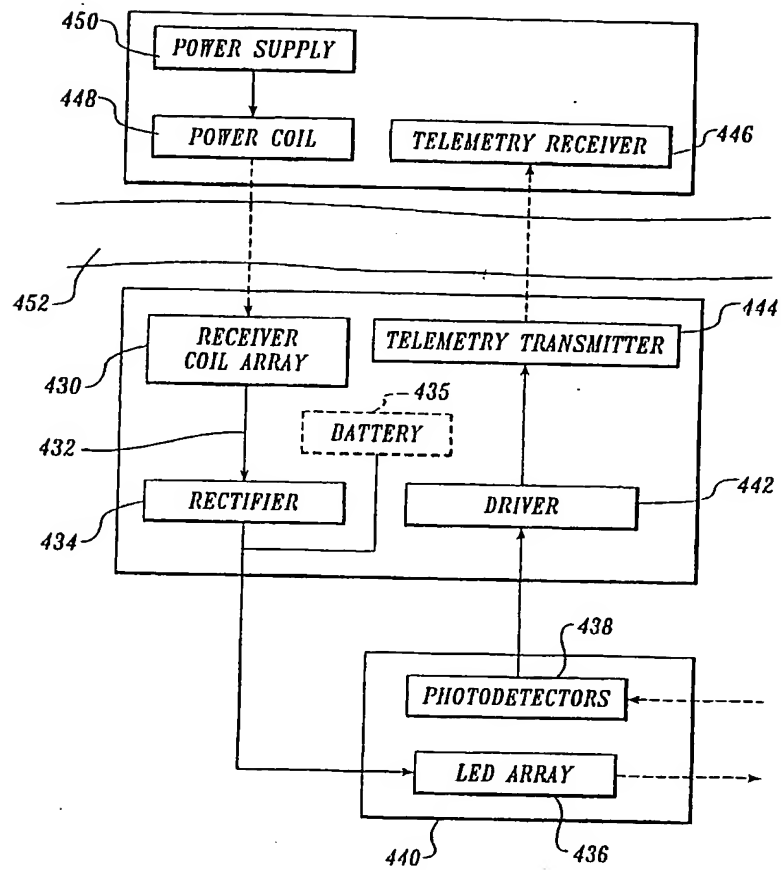 450
POWER SUPPLY
448
POWER COIL
TELEMETRY RECEIVER
446
452
444
RECEIVER
COIL ARRAY
TELEMETRY TRANSMITTER
430
435
432
BATTERY
RECTIFIER
DRIVER
442
434
438
PHOTODETECTORS
LED ARRAY
440
436